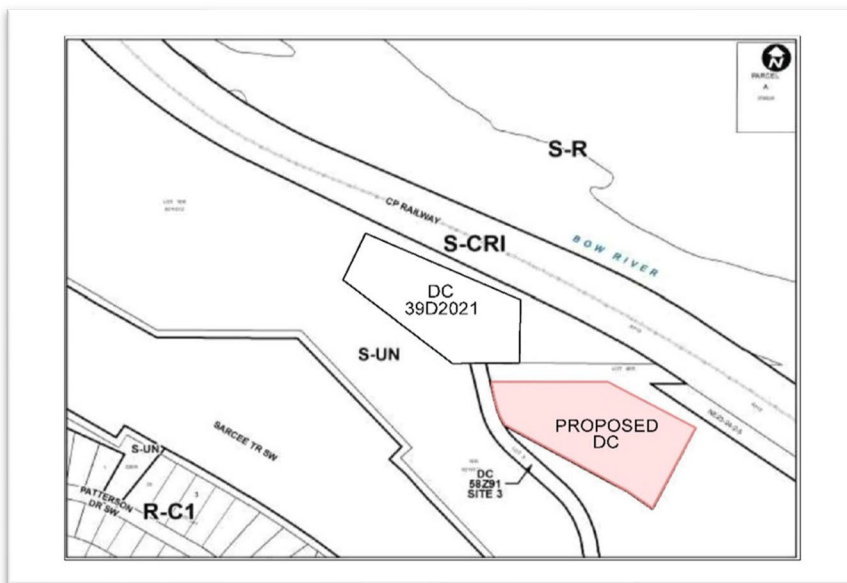 N
PARCEL
A
S-R
CP RAILWAY
S-CRI
BOW RIVER
DC
39D2021
S-UN
PROPOSED
DC
DC
58Z91
SITE 3
SARCEE TR SW
S-UN
PATTERSON
DR SW
R-C1
3